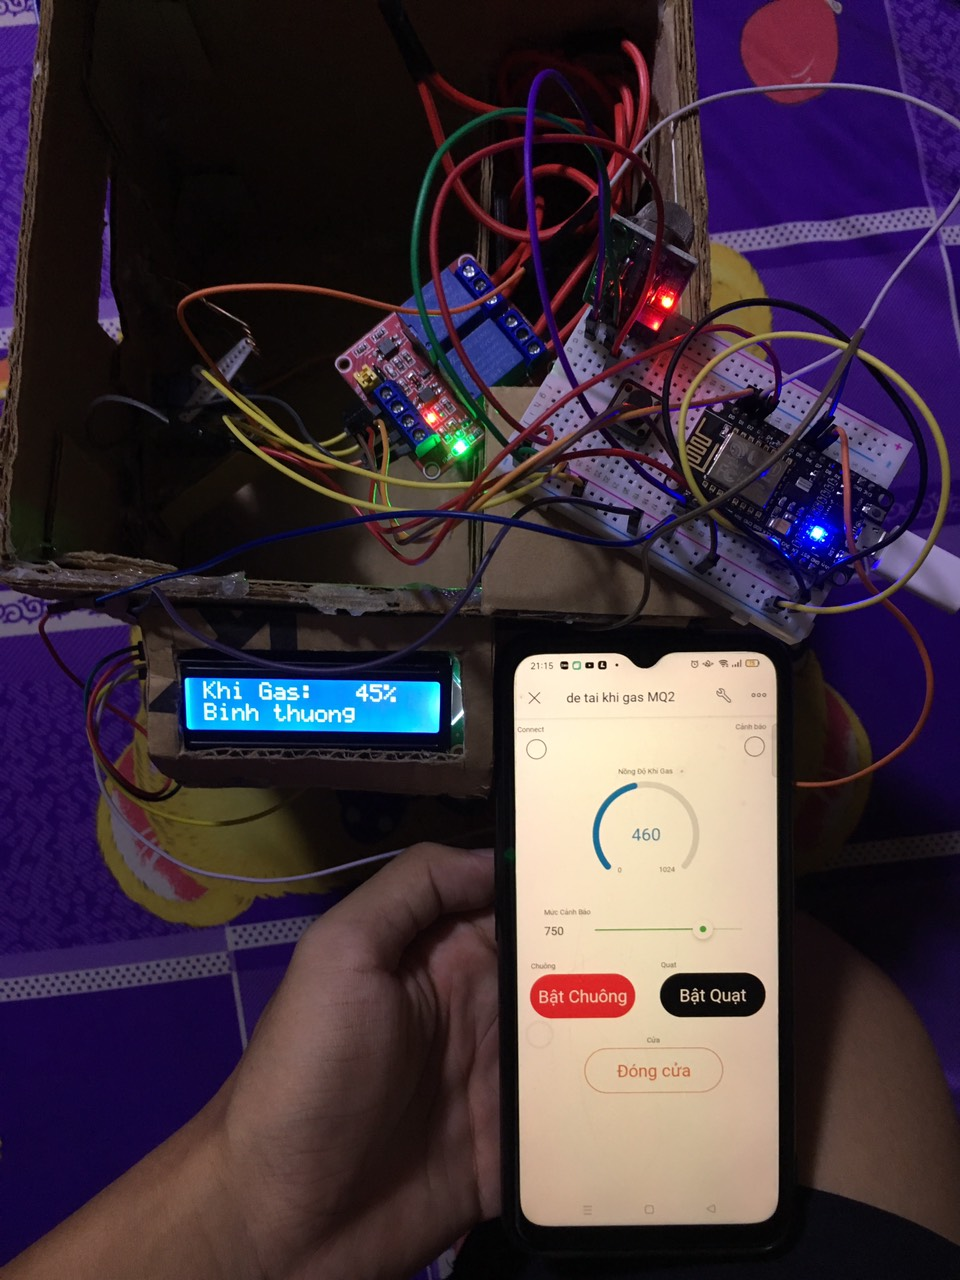 Khi Gas: 45%
Binh thuong
21:15
de tai khi gas MQ2
Connect
Cảnh báo
Nồng Độ Khí Gas
460
0 1024
Mức Cảnh Báo
750
Chuông
Quạt
Bật Chuông
Bật Quạt
Cửa
Đóng cửa